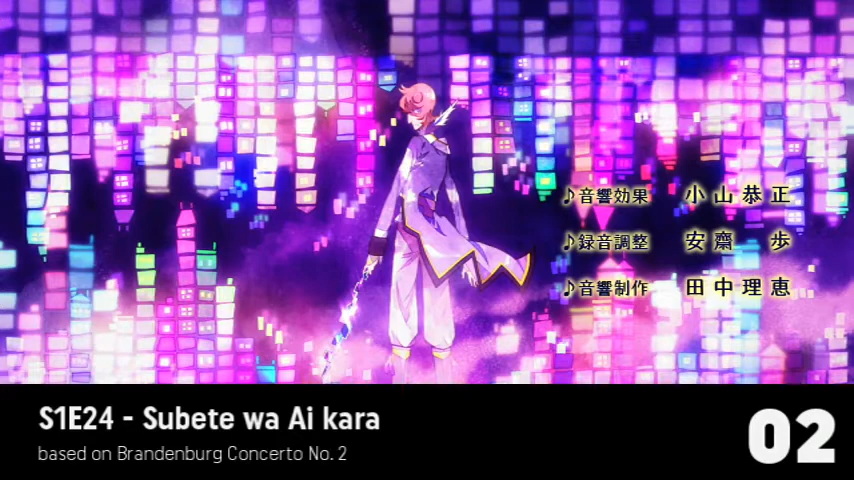 ♪音響効果 小山恭正
♪録音調整 安齋 歩
♪音響制作 田中理恵
S1E24 - Subete wa Ai kara
based on Brandenburg Concerto No. 2
02